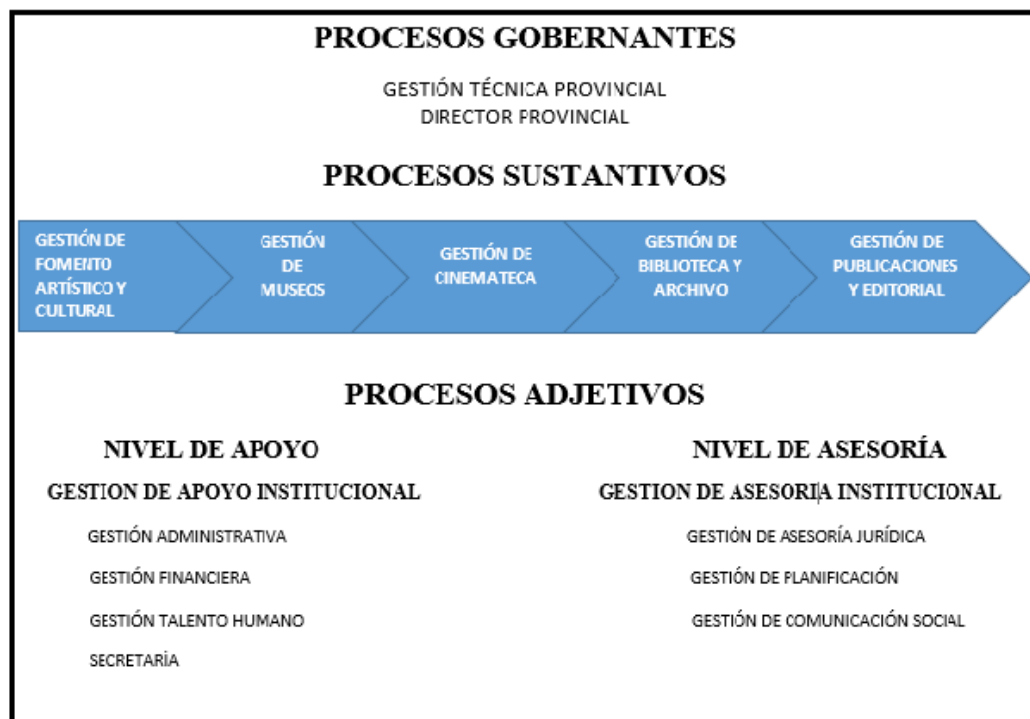 PROCESOS GOBERNANTES
GESTIÓN TÉCNICA PROVINCIAL
DIRECTOR PROVINCIAL
PROCESOS SUSTANTIVOS
GESTIÓN DE
FOMENTO
ARTÍSTICO Y
CULTURAL
GESTIÓN
DE
MUSEOS
GESTIÓN DE
CINEMATECA
GESTIÓN DE
BIBLIOTECA Y
ARCHIVO
GESTIÓN DE
PUBLICACIONES
Y EDITORIAL
PROCESOS ADJETIVOS
NIVEL DE APOYO
GESTION DE APOYO INSTITUCIONAL
GESTIÓN ADMINISTRATIVA
GESTIÓN FINANCIERA
GESTIÓN TALENTO HUMANO
SECRETARÍA
NIVEL DE ASESORÍA
GESTION DE ASESORIA INSTITUCIONAL
GESTIÓN DE ASESORÍA JURÍDICA
GESTIÓN DE PLANIFICACIÓN
GESTIÓN DE COMUNICACIÓN SOCIAL